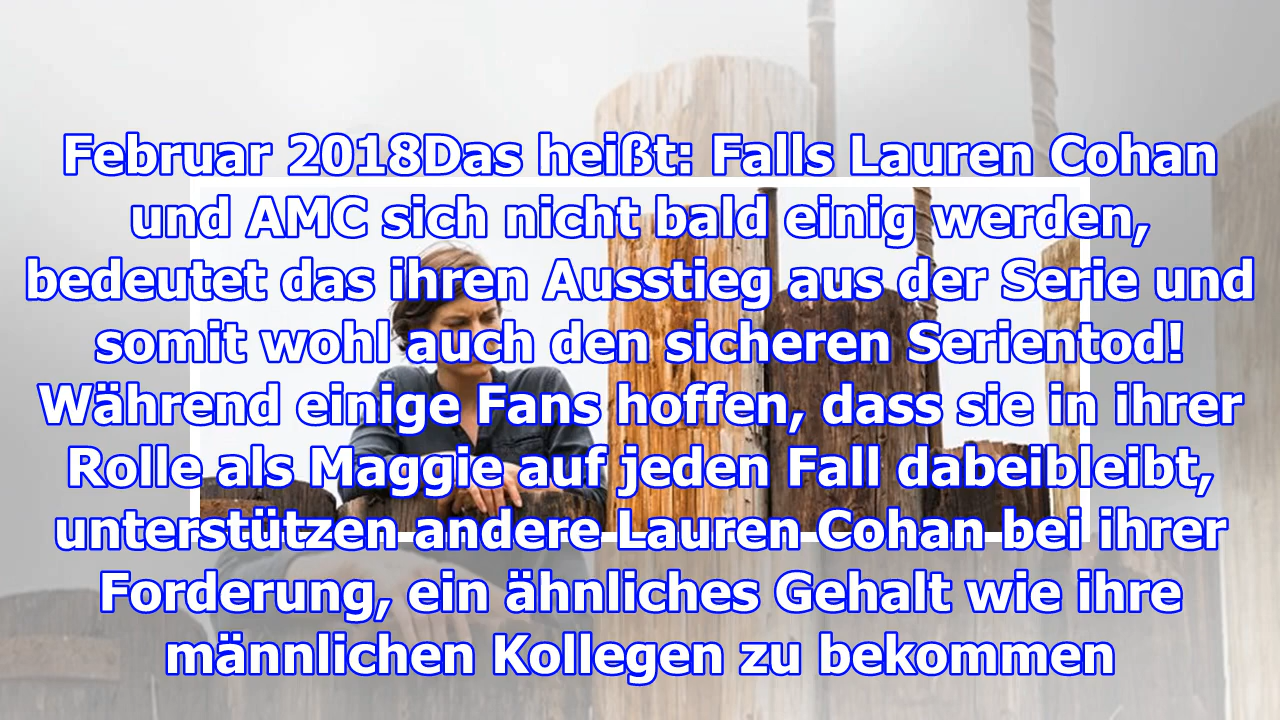 Februar 2018Das heißt: Falls Lauren Cohan
und AMC sich nicht bald einig werden,
bedeutet das ihren Ausstieg aus der Serie und
somit wohl auch den sicheren Serientod!
Während einige Fans hoffen, dass sie in ihrer
Rolle als Maggie auf jeden Fall dabeibleibt,
unterstützen andere Lauren Cohan bei ihrer
Forderung, ein ähnliches Gehalt wie ihre
männlichen Kollegen zu bekommen